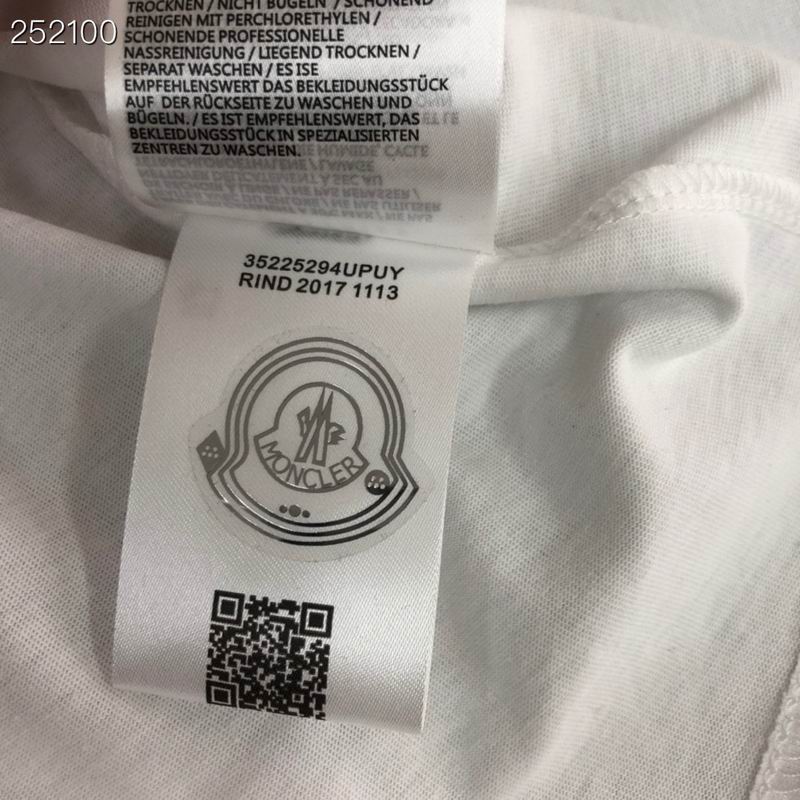 252100
TROCKNEN / NICHT BÜGELN / SCHONEND
REINIGEN MIT PERCHLORETHYLEN /
SCHONENDE PROFESSIONELLE
NASSREINIGUNG / LIEGEND TROCKNEN /
SEPARAT WASCHEN / ES ISE
EMPFEHLENSWERT DAS BEKLEIDUNGSSTÜCK
AUF DER RÜCKSEITE ZU WASCHEN UND
BÜGELN. / ES IST EMPFEHLENSWERT, DAS
BEKLEIDUNGSSTÜCK IN SPEZIALISIERTEN
ZENTREN ZU WASCHEN.
35225294UPUY
RIND 2017 1113
MONCLER